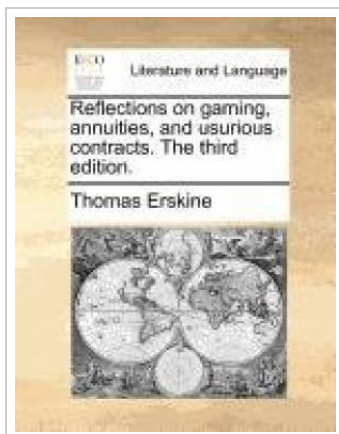 Literature and Language
Reflections on gaming,
annuities, and usurious
contracts. The third
edition.
Thomas Erskine